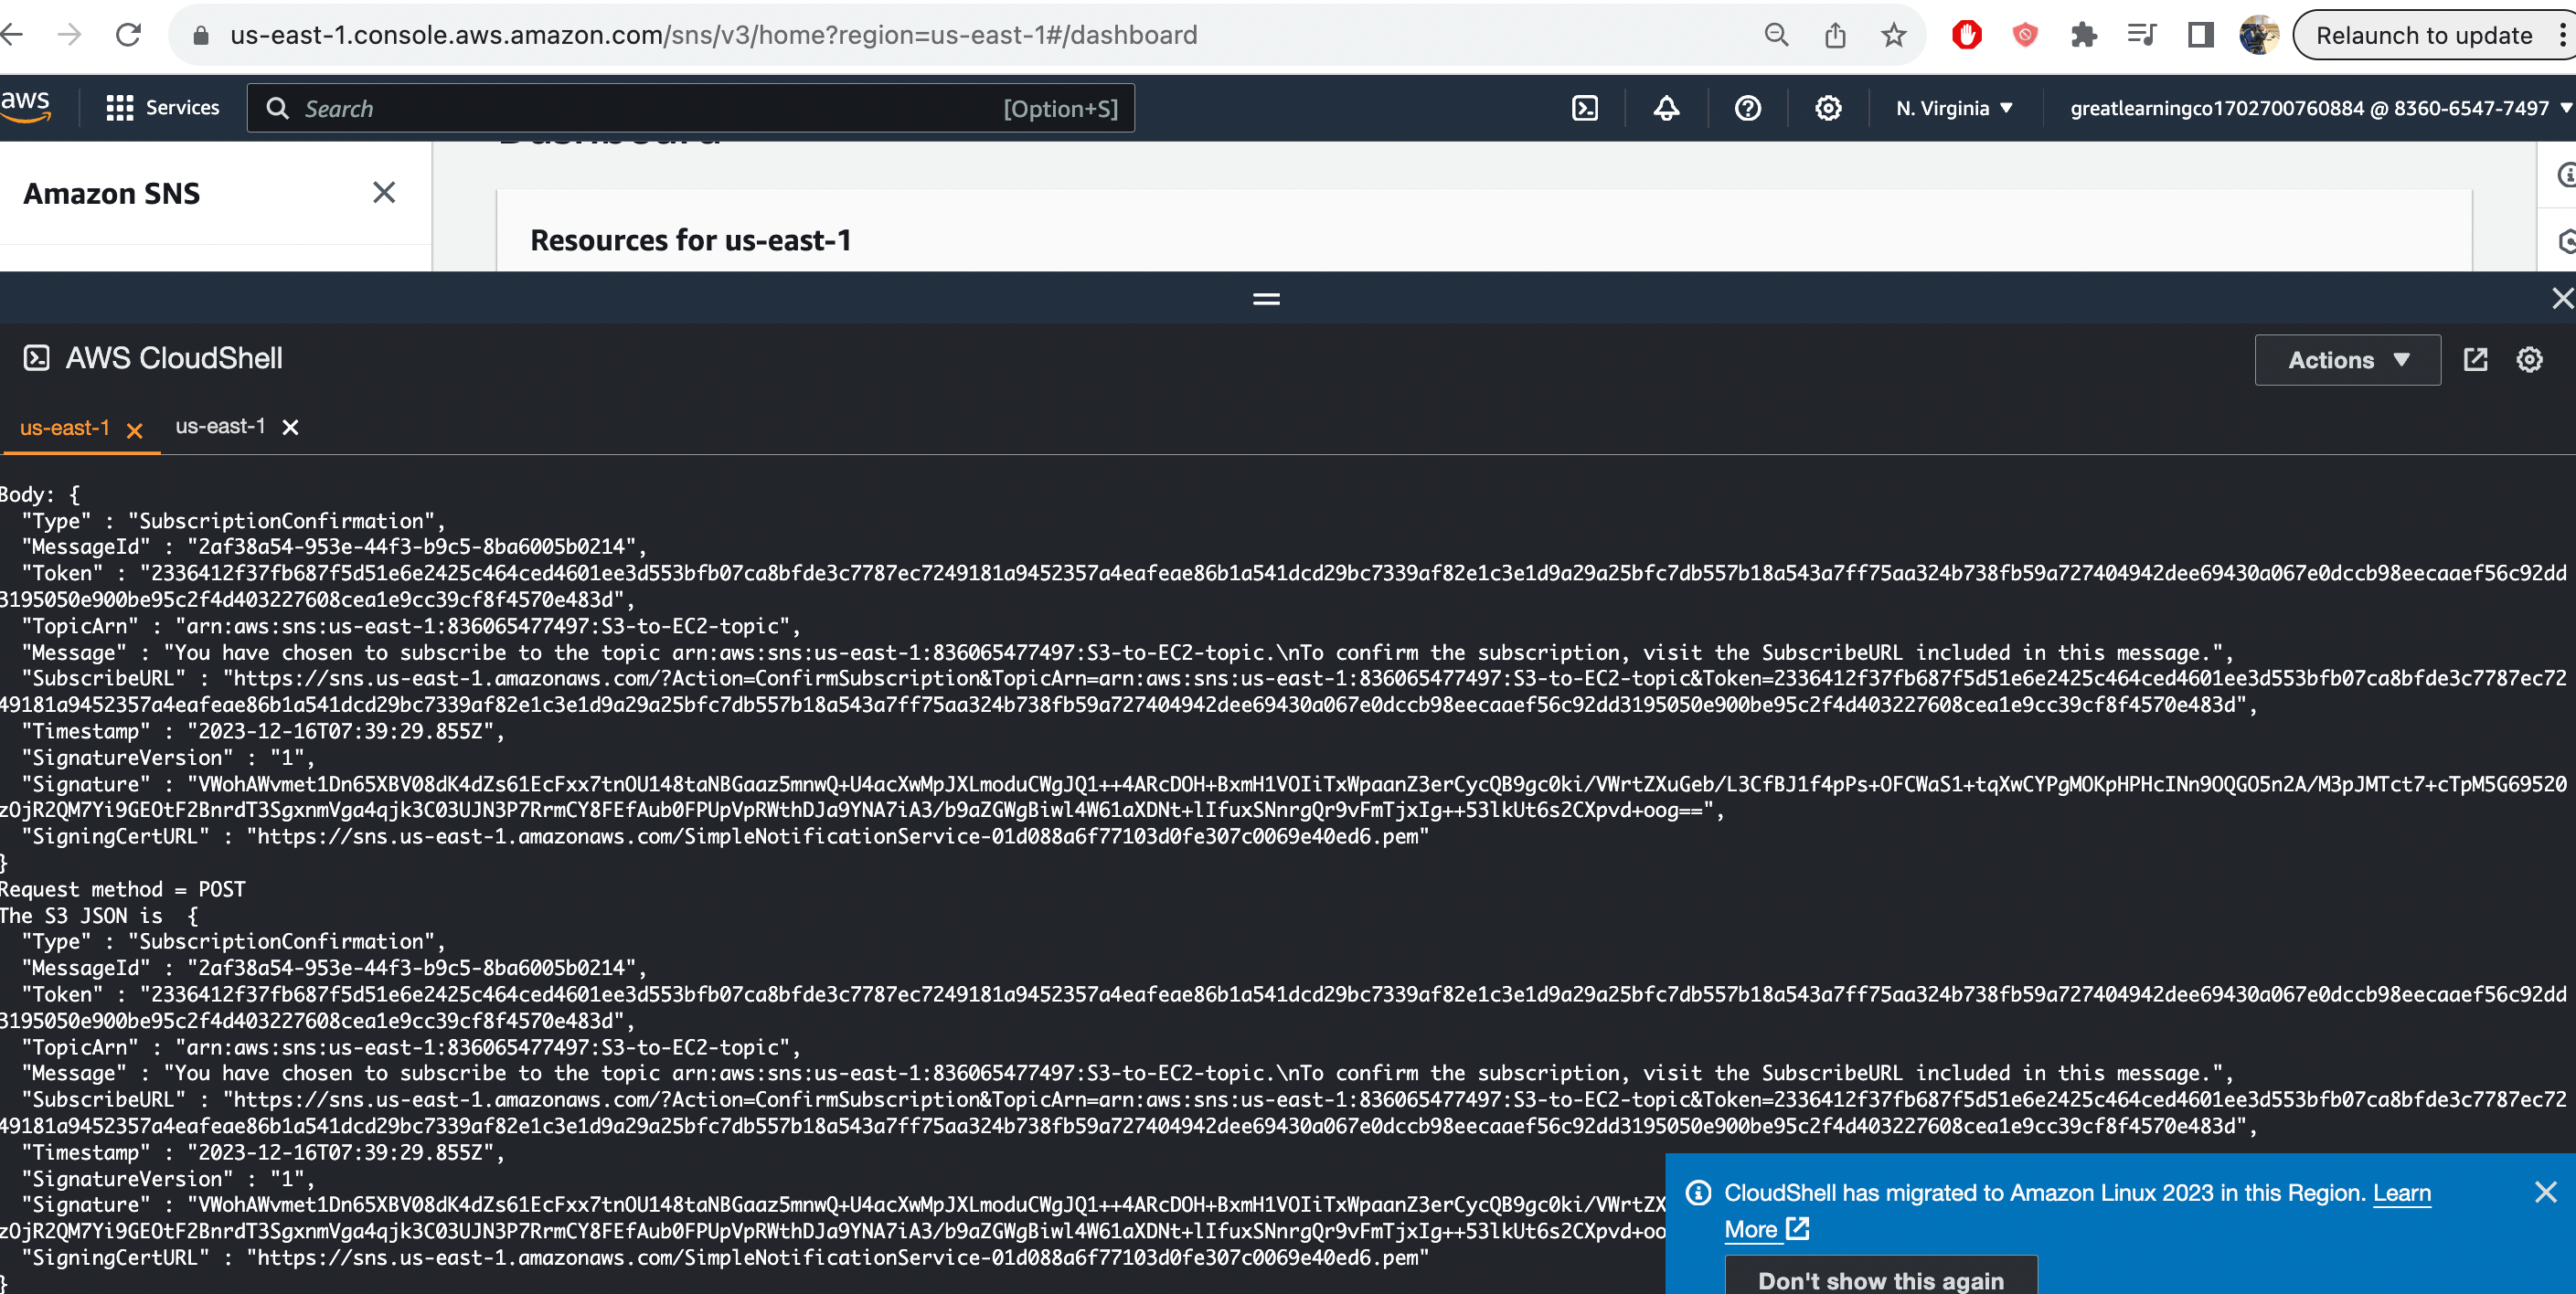 us-east-1.console.aws.amazon.com/sns/v3/home?region=us-east-1#/dashboard
Relaunch to update
aws
Services
Search
[Option+S]
N. Virginia
greatlearningco1702700760884 @ 8360-6547-7497
Dashboard
Amazon SNS
Resources for us-east-1
AWS CloudShell
Actions
us-east-1
us-east-1
Body: {
"Type" : "SubscriptionConfirmation",
"MessageId" : "2af38a54-953e-44f3-b9c5-8ba6005b0214",
"Token" : "2336412f37fb687f5d51e6e2425c464ced4601ee3d553bfb07ca8bfde3c7787ec7249181a9452357a4eafeae86b1a541dcd29bc7339af82e1c3e1d9a29a25bfc7db557b18a543a7ff75aa324b738fb59a727404942dee69430a067e0dccb98eecaaef56c92dd
3195050e900be95c2f4d403227608cea1e9cc39cf8f4570e483d",
"TopicArn" : "arn:aws:sns:us-east-1:836065477497:S3-to-EC2-topic",
"Message" : "You have chosen to subscribe to the topic arn:aws:sns:us-east-1:836065477497:S3-to-EC2-topic.\nTo confirm the subscription, visit the SubscribeURL included in this message.",
"SubscribeURL" : "https://sns.us-east-1.amazonaws.com/?Action=ConfirmSubscription&TopicArn=arn:aws:sns:us-east-1:836065477497:S3-to-EC2-topic&Token=2336412f37fb687f5d51e6e2425c464ced4601ee3d553bfb07ca8bfde3c7787ec72
49181a9452357a4eafeae86b1a541dcd29bc7339af82e1c3e1d9a29a25bfc7db557b18a543a7ff75aa324b738fb59a727404942dee69430a067e0dccb98eecaaef56c92dd3195050e900be95c2f4d403227608cea1e9cc39cf8f4570e483d",
"Timestamp" : "2023-12-16T07:39:29.855Z",
"SignatureVersion" : "1",
"Signature" : "VWohAWvmet1Dn65XBV08dK4dZs61EcFxx7tnOU148taNBGaaz5mnwQ+U4acXwMpJXLmoduCWgJQ1++4ARcDOH+BxmH1VOIiTxWpaanZ3erCycQB9gc0ki/VWrtZXuGeb/L3CfBJ1f4pPs+OFCWaS1+tqXwCYPgMOKpHPHcINn9OQGO5n2A/M3pJMTct7+cTpM5G69520
zOjR2QM7Yi9GEOtF2BnrdT3SgxnmVga4qjk3C03UJN3P7RrmCY8FEfAub0FPUpVpRWthDJa9YNA7iA3/b9aZGWgBiwl4W61aXDNt+lIfuxSNnrgQr9vFmTjxIg++53lkUt6s2CXpvd+oog==",
"SigningCertURL" : "https://sns.us-east-1.amazonaws.com/SimpleNotificationService-01d088a6f77103d0fe307c0069e40ed6.pem"
}
Request method = POST
The S3 JSON is  {
"Type" : "SubscriptionConfirmation",
"MessageId" : "2af38a54-953e-44f3-b9c5-8ba6005b0214",
"Token" : "2336412f37fb687f5d51e6e2425c464ced4601ee3d553bfb07ca8bfde3c7787ec7249181a9452357a4eafeae86b1a541dcd29bc7339af82e1c3e1d9a29a25bfc7db557b18a543a7ff75aa324b738fb59a727404942dee69430a067e0dccb98eecaaef56c92dd
3195050e900be95c2f4d403227608cea1e9cc39cf8f4570e483d",
"TopicArn" : "arn:aws:sns:us-east-1:836065477497:S3-to-EC2-topic",
"Message" : "You have chosen to subscribe to the topic arn:aws:sns:us-east-1:836065477497:S3-to-EC2-topic.\nTo confirm the subscription, visit the SubscribeURL included in this message.",
"SubscribeURL" : "https://sns.us-east-1.amazonaws.com/?Action=ConfirmSubscription&TopicArn=arn:aws:sns:us-east-1:836065477497:S3-to-EC2-topic&Token=2336412f37fb687f5d51e6e2425c464ced4601ee3d553bfb07ca8bfde3c7787ec72
49181a9452357a4eafeae86b1a541dcd29bc7339af82e1c3e1d9a29a25bfc7db557b18a543a7ff75aa324b738fb59a727404942dee69430a067e0dccb98eecaaef56c92dd3195050e900be95c2f4d403227608cea1e9cc39cf8f4570e483d",
"Timestamp" : "2023-12-16T07:39:29.855Z",
"SignatureVersion" : "1",
"Signature" : "VWohAWvmet1Dn65XBV08dK4dZs61EcFxx7tnOU148taNBGaaz5mnwQ+U4acXwMpJXLmoduCWgJQ1++4ARcDOH+BxmH1VOIiTxWpaanZ3erCycQB9gc0ki/VWrtZX
zOjR2QM7Yi9GEOtF2BnrdT3SgxnmVga4qjk3C03UJN3P7RrmCY8FEfAub0FPUpVpRWthDJa9YNA7iA3/b9aZGWgBiwl4W61aXDNt+lIfuxSNnrgQr9vFmTjxIg++53lkUt6s2CXpvd+oo
"SigningCertURL" : "https://sns.us-east-1.amazonaws.com/SimpleNotificationService-01d088a6f77103d0fe307c0069e40ed6.pem"
}
CloudShell has migrated to Amazon Linux 2023 in this Region. Learn
More
Don't show this again